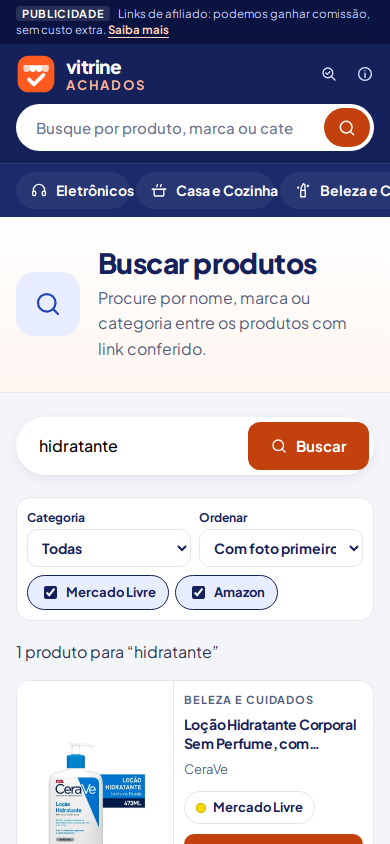 PUBLICIDADE Links de afiliado: podemos ganhar comissão,
sem custo extra. Saiba mais
vitrine
ACHADOS
Busque por produto, marca ou cate
Eletrônicos Casa e Cozinha Beleza e C
Buscar produtos
Procure por nome, marca ou
categoria entre os produtos com
link conferido.
hidratante Buscar
Categoria Ordenar
Todas Com foto primeiro
Mercado Livre Amazon
1 produto para “hidratante”
BELEZA E CUIDADOS
Loção Hidratante Corporal
Sem Perfume, com...
CeraVe
Mercado Livre
CeraVe
Loção
Hidratante
LOÇÃO
HIDRATANTE
473ML